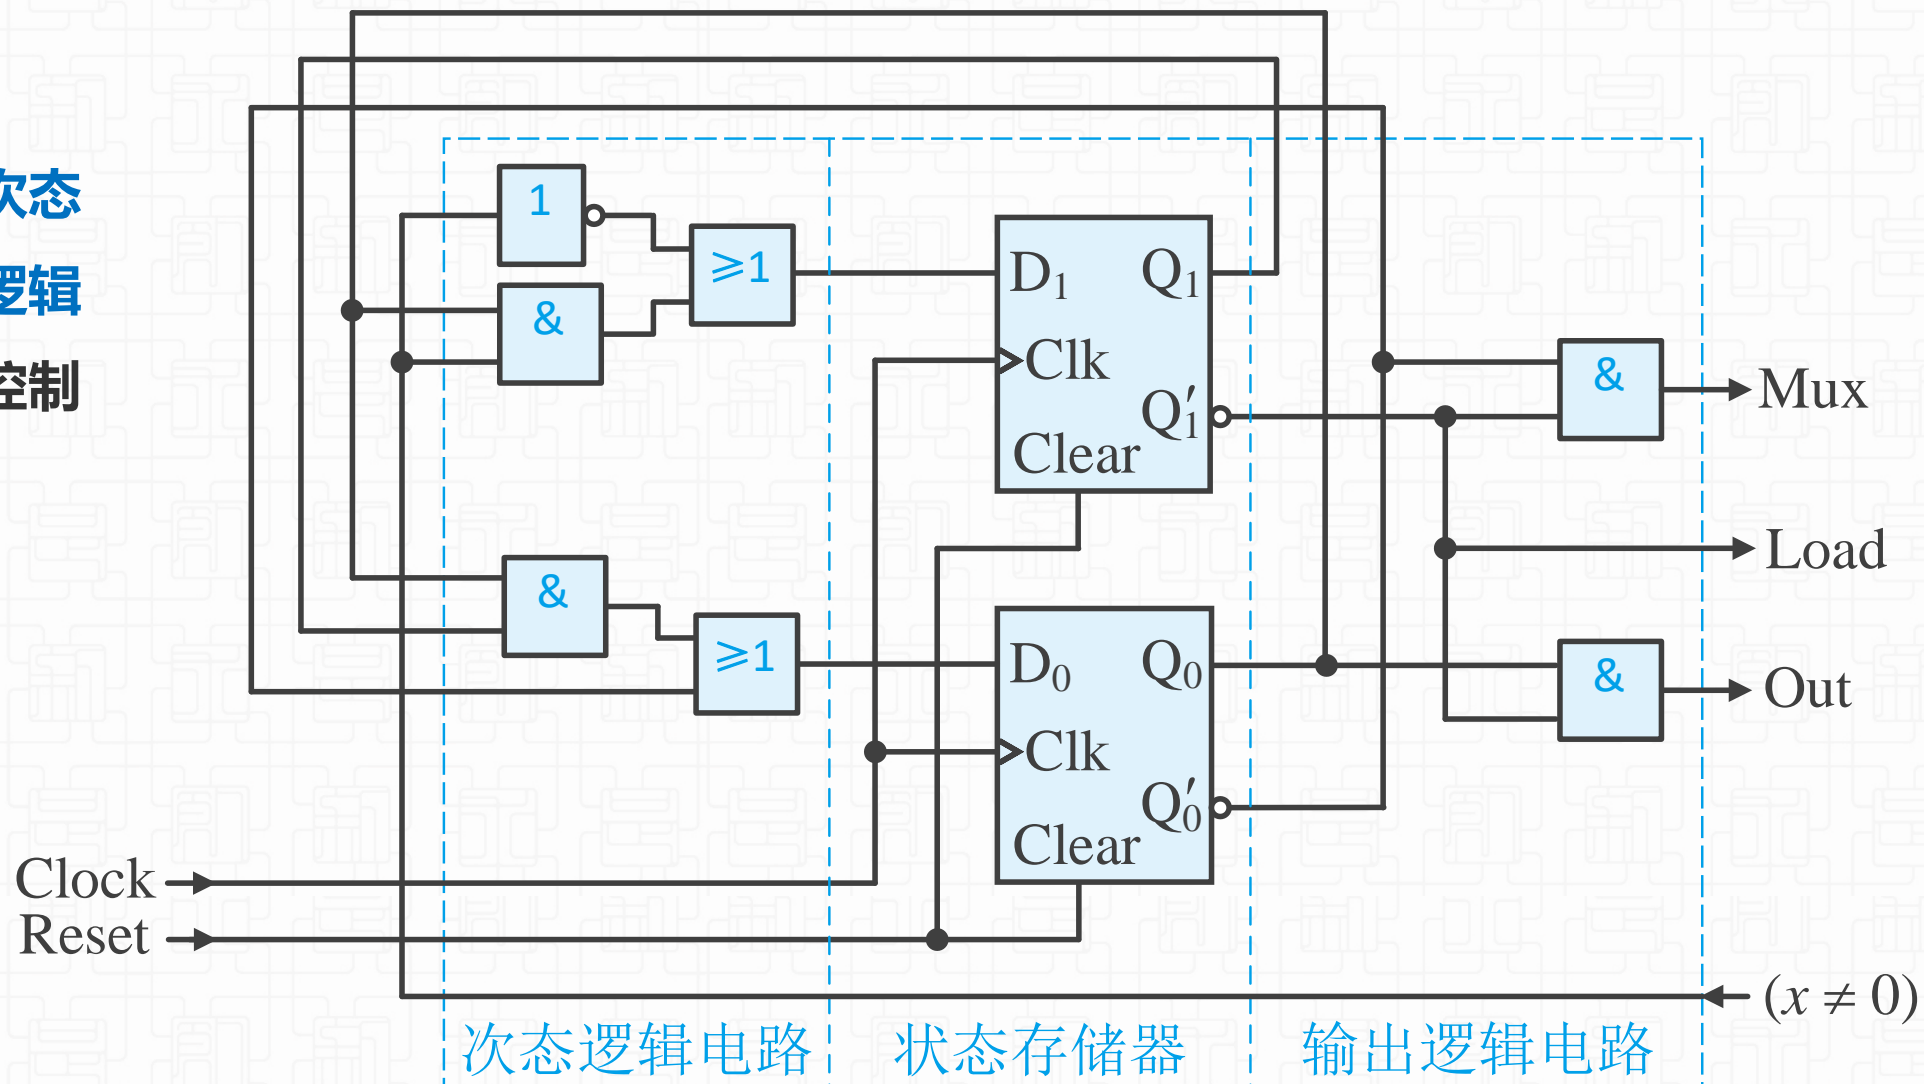 次态
逻辑
控制
1
&
≥1
&
≥1
D1
Q1
Clk
Q′1
Clear
D0
Q0
Clk
Q′0
Clear
&
Mux
Load
&
Out
Clock
Reset
(x ≠ 0)
次态逻辑电路 状态存储器 输出逻辑电路